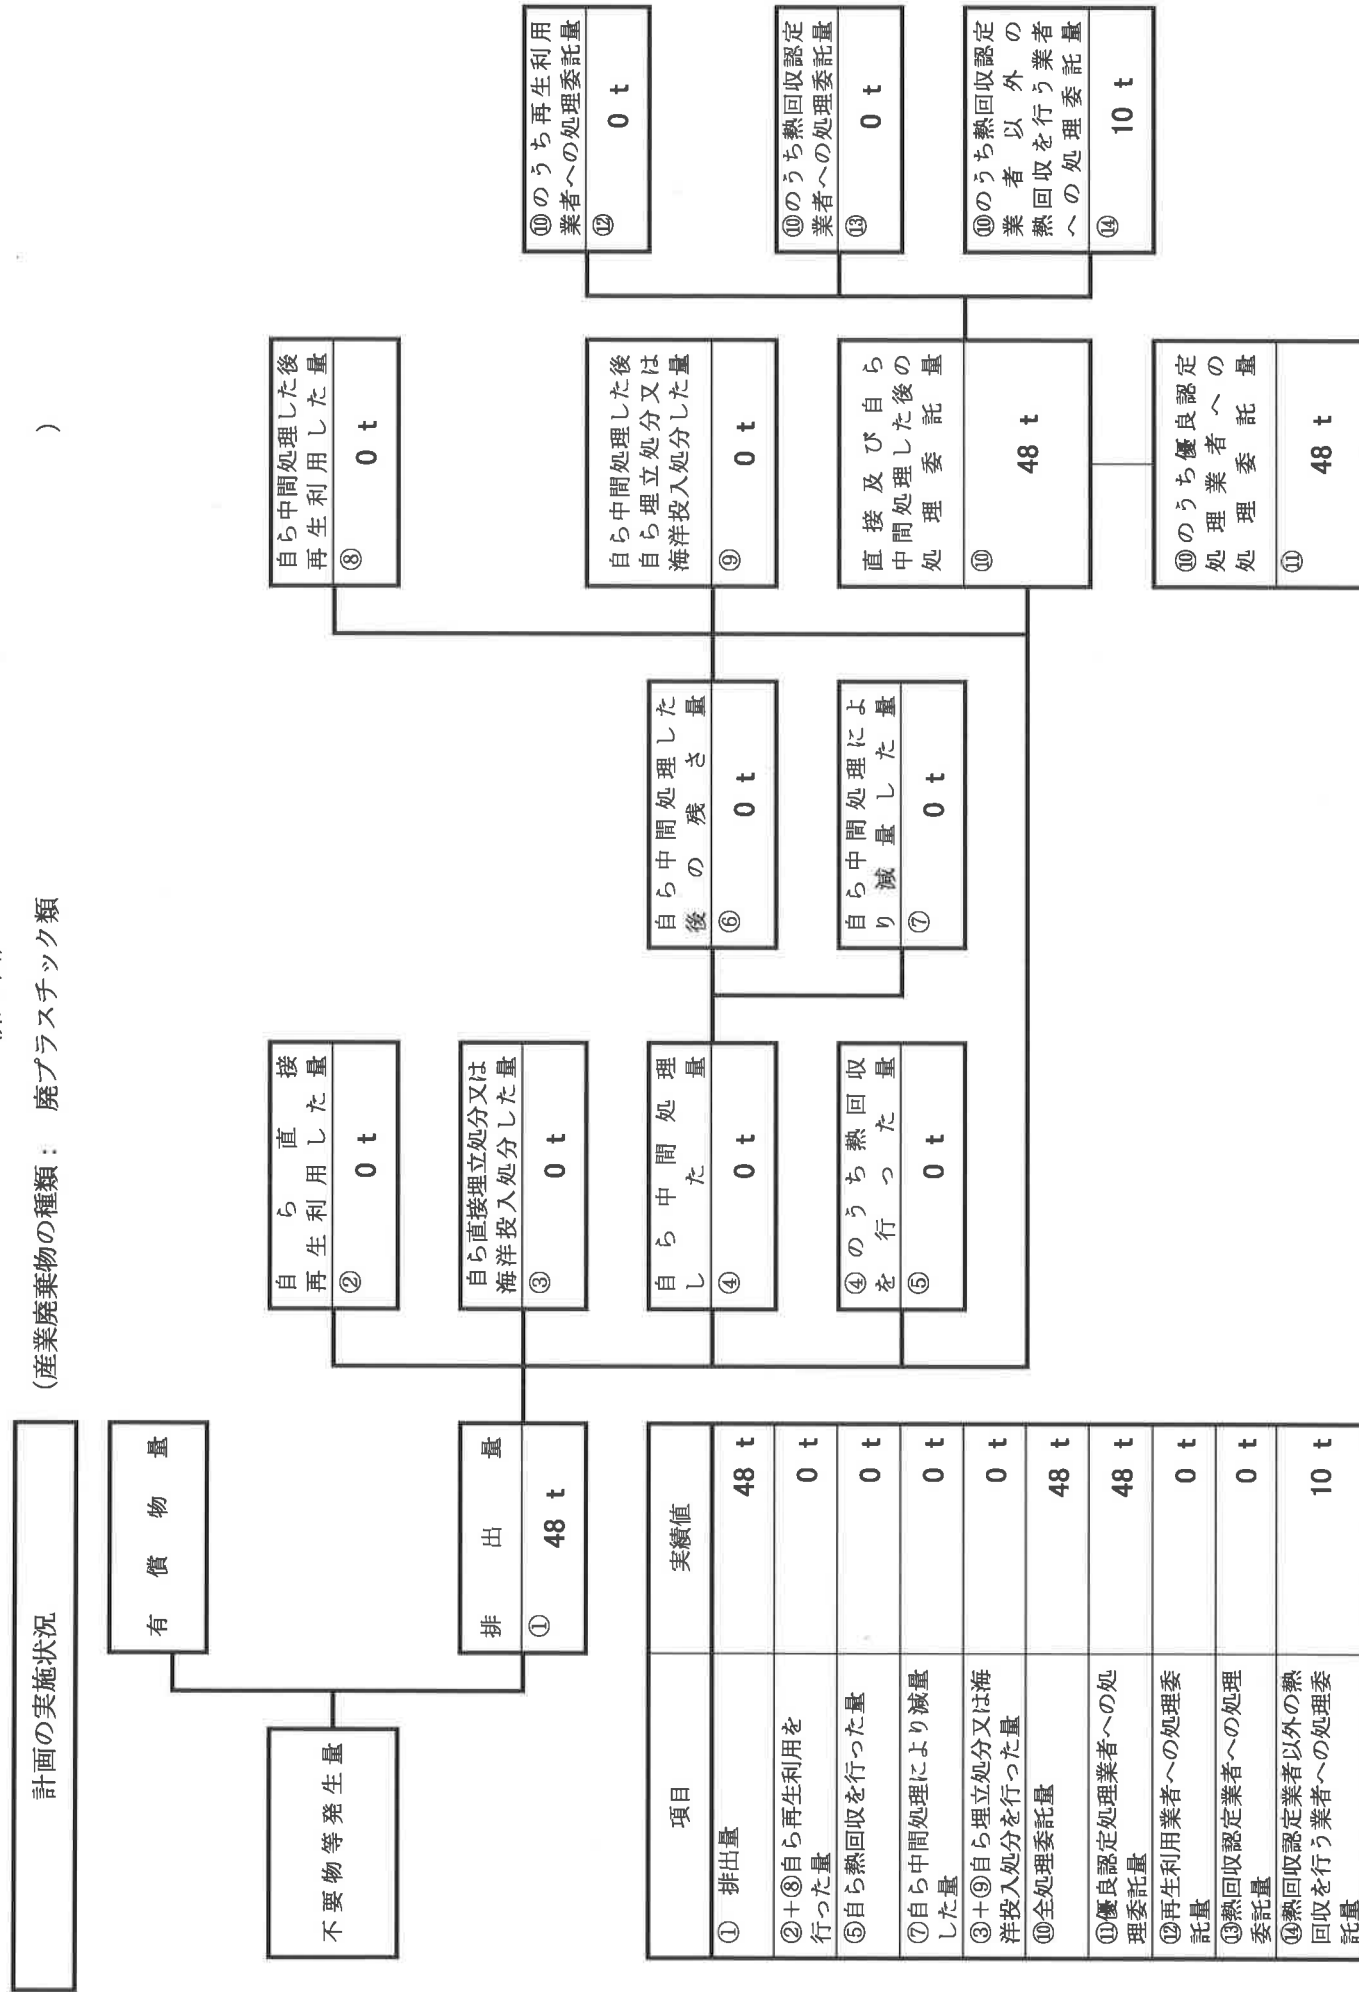 計画の実施状況
(産業廃棄物の種類： 廃プラスチック類 )
有償物量
不要物等発生量
排出量
① 48 t
自ら直接
再生利用した量
② 0 t
自ら直接埋立処分又は
海洋投入処分した量
③ 0 t
自ら中間処理
した量
④ 0 t
④のうち熱回収
を行った量
⑤ 0 t
自ら中間処理した
後の残さ量
⑥ 0 t
自ら中間処理によ
り減量した量
⑦ 0 t
自ら中間処理した後
再生利用した量
⑧ 0 t
自ら中間処理した後
自ら埋立処分又は
海洋投入処分した量
⑨ 0 t
直接及び自ら
中間処理した後の
処理委託量
⑩ 48 t
⑩のうち優良認定
処理業者への
処理委託量
⑪ 48 t
⑩のうち再生利用
業者への処理委託量
⑫ 0 t
⑩のうち熱回収認定
業者への処理委託量
⑬ 0 t
⑩のうち熱回収認定
業者以外の
熱回収を行う業者
への処理委託量
⑭ 10 t
項目 実績値
① 排出量 48 t
②＋⑧自ら再生利用を
行った量 0 t
⑤自ら熱回収を行った量 0 t
⑦自ら中間処理により減量
した量 0 t
③＋⑨自ら埋立処分又は海
洋投入処分を行った量 0 t
⑩全処理委託量 48 t
⑪優良認定処理業者への処
理委託量 48 t
⑫再生利用業者への処理委
託量 0 t
⑬熱回収認定業者への処理
委託量 0 t
⑭熱回収認定業者以外の熱
回収を行う業者への処理委
託量 10 t